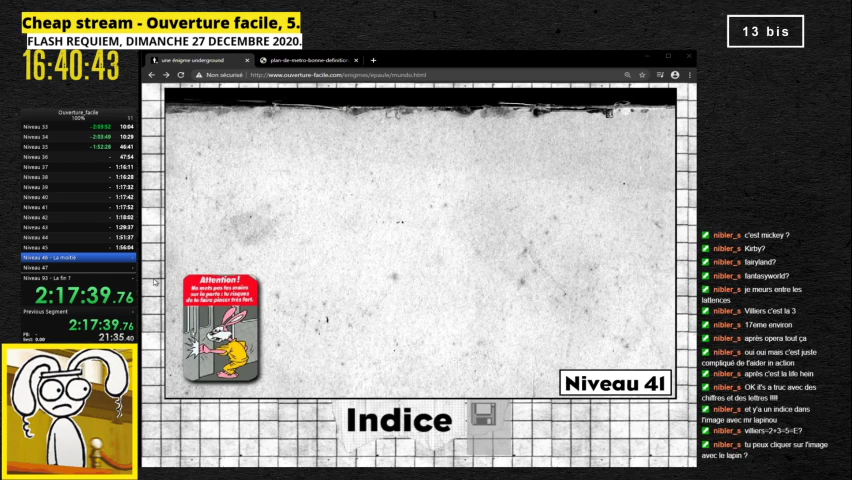 Cheap stream - Ouverture facile, 5.
FLASH REQUIEM, DIMANCHE 27 DECEMBRE 2020.
16:40:43
13 bis
une énigme underground
plan-de-metro-bonne-definition
Non sécurisé
http://www.ouverture-facile.com/enigmes/epaule/mundo.html
Ouverture_facile
100% 11
Niveau 33 -2:03:52 10:04
Niveau 34 -2:03:49 10:29
Niveau 35 -1:52:28 46:41
Niveau 36 - 47:54
Niveau 37 - 1:16:11
Niveau 38 - 1:16:28
Niveau 39 - 1:17:32
Niveau 40 - 1:17:42
Niveau 41 - 1:17:52
Niveau 42 - 1:18:02
Niveau 43 - 1:29:37
Niveau 44 - 1:51:37
Niveau 45 - 1:56:04
Niveau 46 - La moitié -
Niveau 47 -
Niveau 93 - La fin ? -
2:17:39.76
Previous Segment -
2:17:39.76
PB: -
Best: 0.00
21:35.40
Attention !
Ne mets pas tes mains
sur la porte : tu risques
de te faire pincer très fort.
Niveau 41
Indice
nibler_s c'est mickey ?
nibler_s Kirby?
nibler_s fairyland?
nibler_s fantasyworld?
nibler_s je meurs entre les
lattences
nibler_s Villiers c'est la 3
nibler_s 17eme environ
nibler_s après opera tout ça
nibler_s oui oui mais c'est juste
compliqué de t'aider in action
nibler_s après c'est la life hein
nibler_s OK it's a truc avec des
chiffres et des lettres !!!!!
nibler_s et y'a un indice dans
l'image avec mr lapinou
nibler_s villiers=2+3=5=E?
nibler_s tu peux cliquer sur l'image
avec le lapin ?